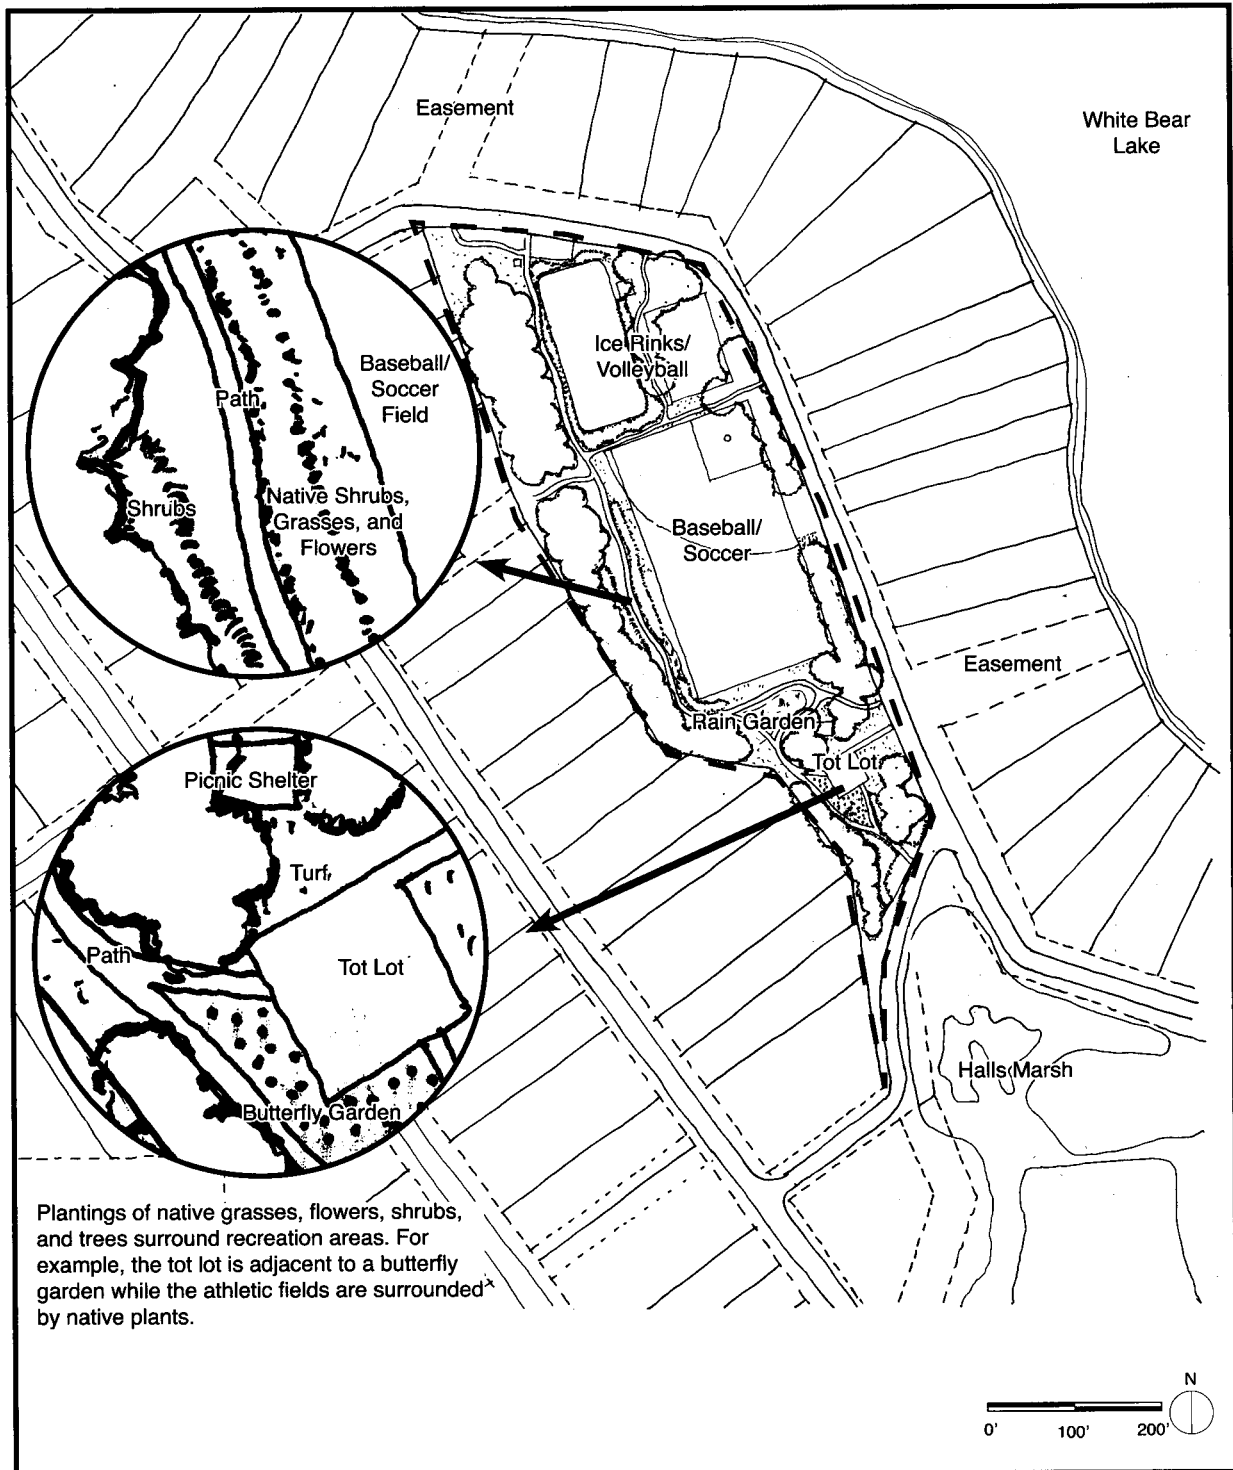 Easement
White Bear
Lake
Ice Rinks/
Volleyball
Baseball/
Soccer
Field
Path
Shrubs
Native Shrubs,
Grasses, and
Flowers
Baseball/
Soccer
Easement
Rain Garden
Tot Lot
Picnic Shelter
Turf
Path
Tot Lot
Butterfly Garden
Halls Marsh
Plantings of native grasses, flowers, shrubs,
and trees surround recreation areas. For
example, the tot lot is adjacent to a butterfly
garden while the athletic fields are surrounded
by native plants.
N
0' 100' 200'